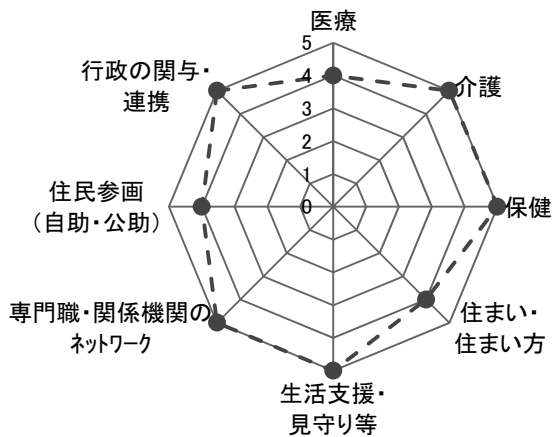 医療
5
4
3
2
1
0
介護
保健
住まい・
住まい方
生活支援・
見守り等
専門職・関係機関の
ネットワーク
住民参画
（自助・公助）
行政の関与・
連携